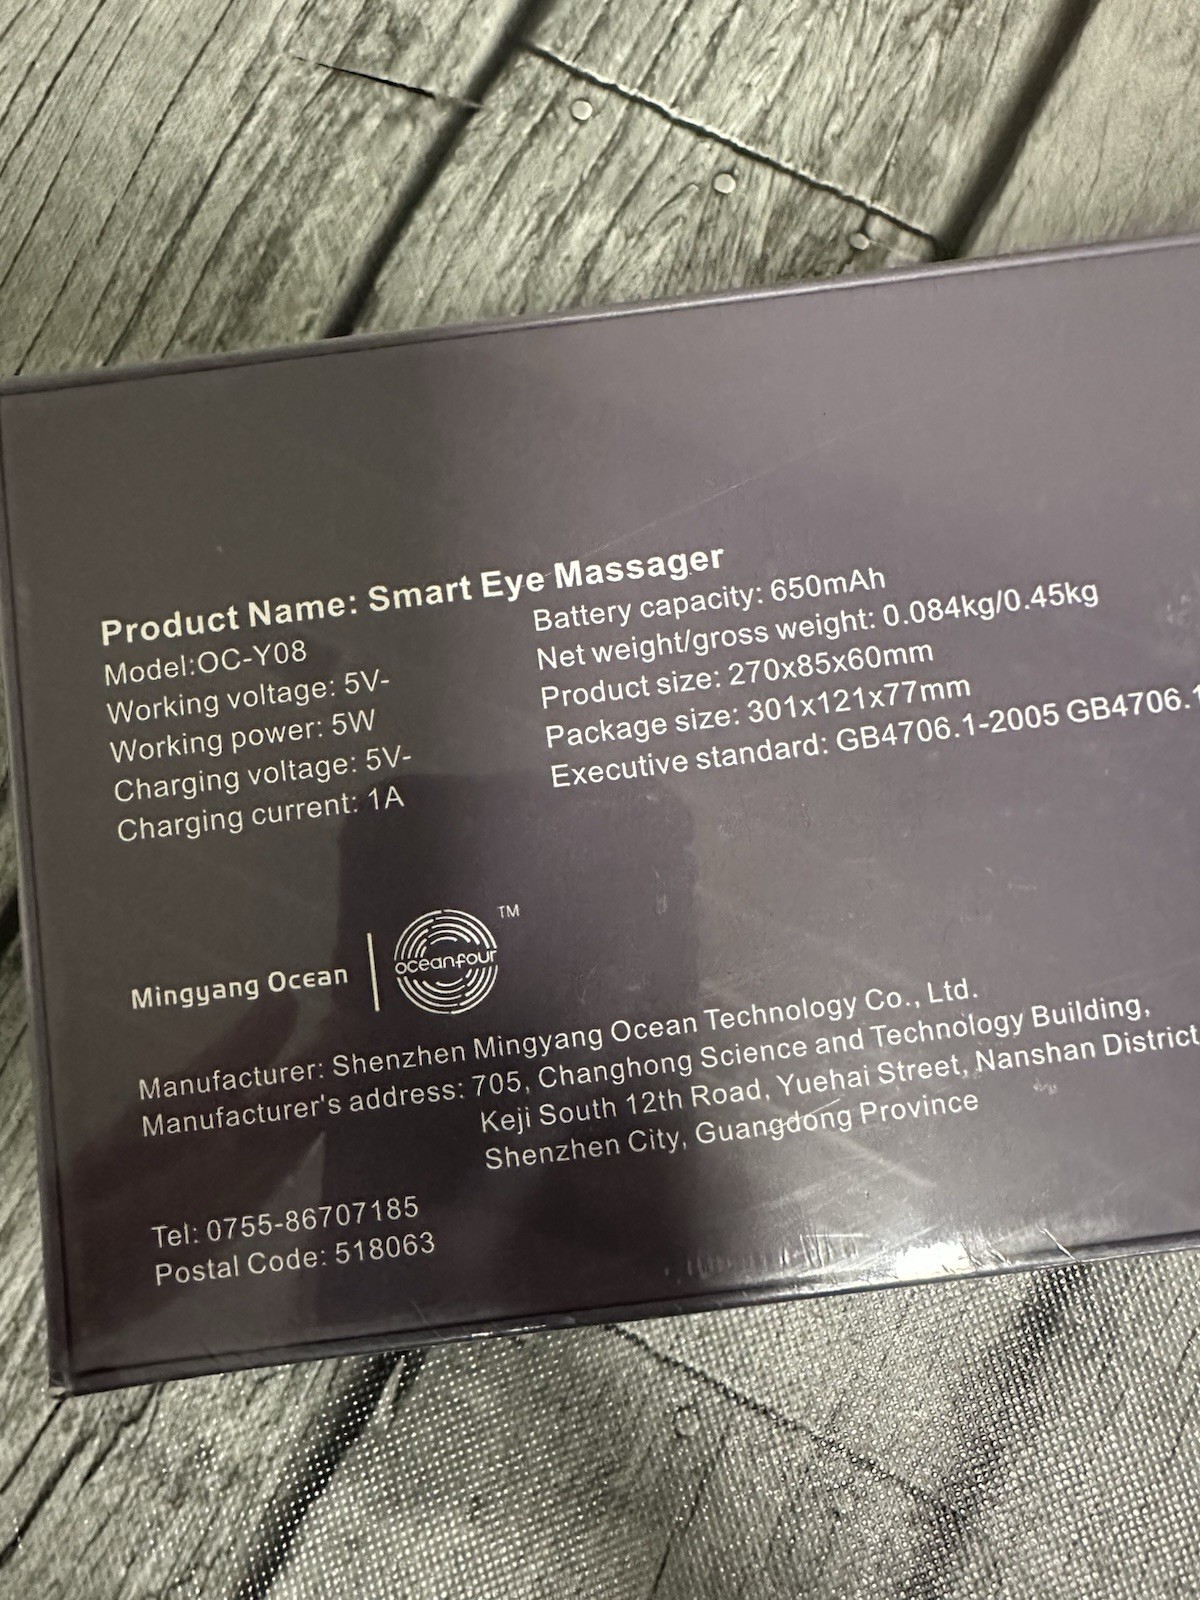 Product Name: Smart Eye Massager
Model:OC-Y08
Working voltage: 5V-
Working power: 5W
Charging voltage: 5V-
Charging current: 1A
Battery capacity: 650mAh
Net weight/gross weight: 0.084kg/0.45kg
Product size: 270x85x60mm
Package size: 301x121x77mm
Executive standard: GB4706.1-2005 GB4706.1
Mingyang Ocean
oceanfour
TM
Manufacturer: Shenzhen Mingyang Ocean Technology Co., Ltd.
Manufacturer's address: 705, Changhong Science and Technology Building,
Keji South 12th Road, Yuehai Street, Nanshan District
Shenzhen City, Guangdong Province
Tel: 0755-86707185
Postal Code: 518063